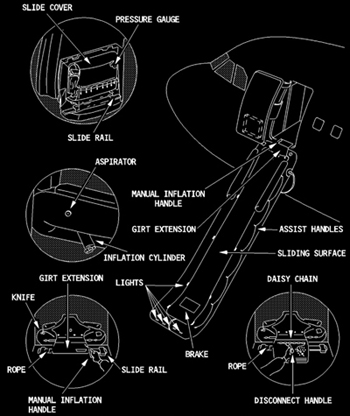 SLIDE COVER
PRESSURE GAUGE
SLIDE RAIL
ASPIRATOR
MANUAL INFLATION
HANDLE
GIRT EXTENSION
ASSIST HANDLES
INFLATION CYLINDER
SLIDING SURFACE
GIRT EXTENSION
LIGHTS
DAISY CHAIN
KNIFE
BRAKE
ROPE
SLIDE RAIL
ROPE
MANUAL INFLATION
HANDLE
DISCONNECT HANDLE